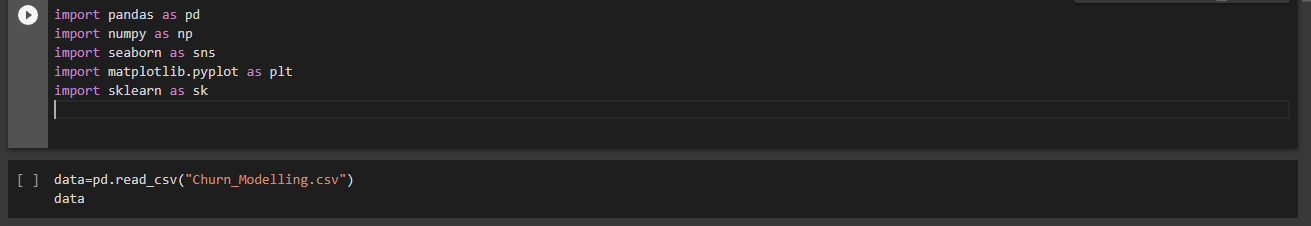 import pandas as pd
import numpy as np
import seaborn as sns
import matplotlib.pyplot as plt
import sklearn as sk
[ ] data=pd.read_csv("Churn_Modelling.csv")
data